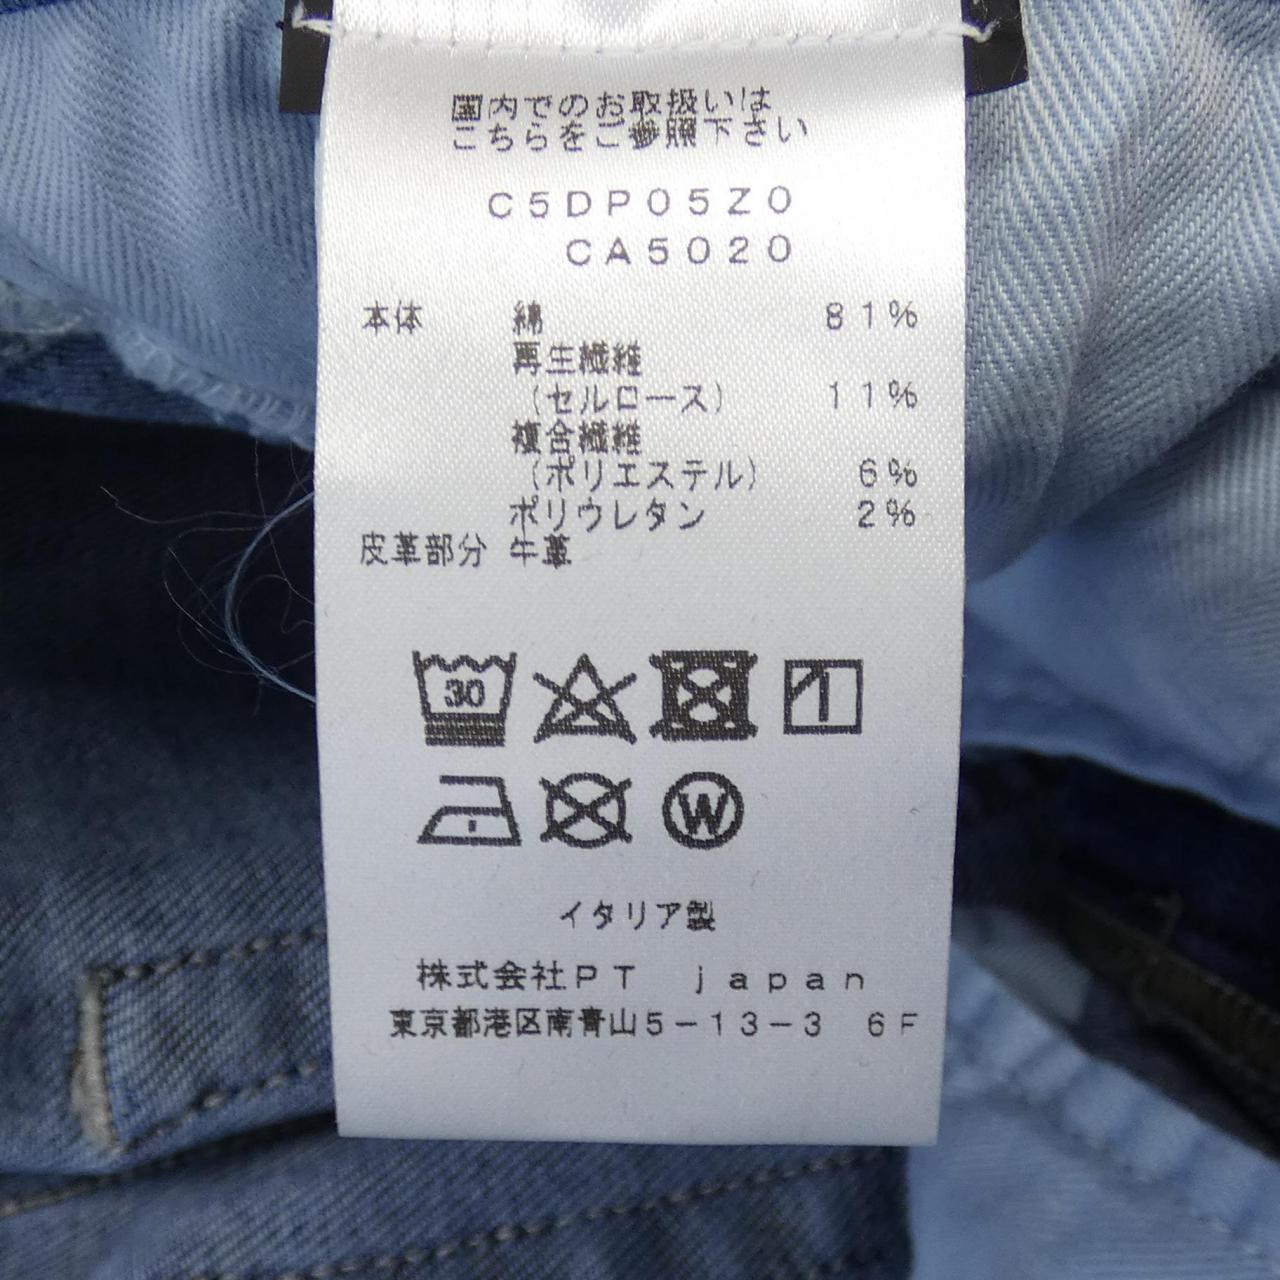 国内でのお取扱いは
こちらをご参照下さい
C5DP05Z0
CA5020
本体 綿 81%
再生繊維
(セルロース) 11%
複合繊維
(ポリエステル) 6%
ポリウレタン 2%
皮革部分 牛革
30
W
イタリア製
株式会社PT japan
東京都港区南青山5-13-3 6F